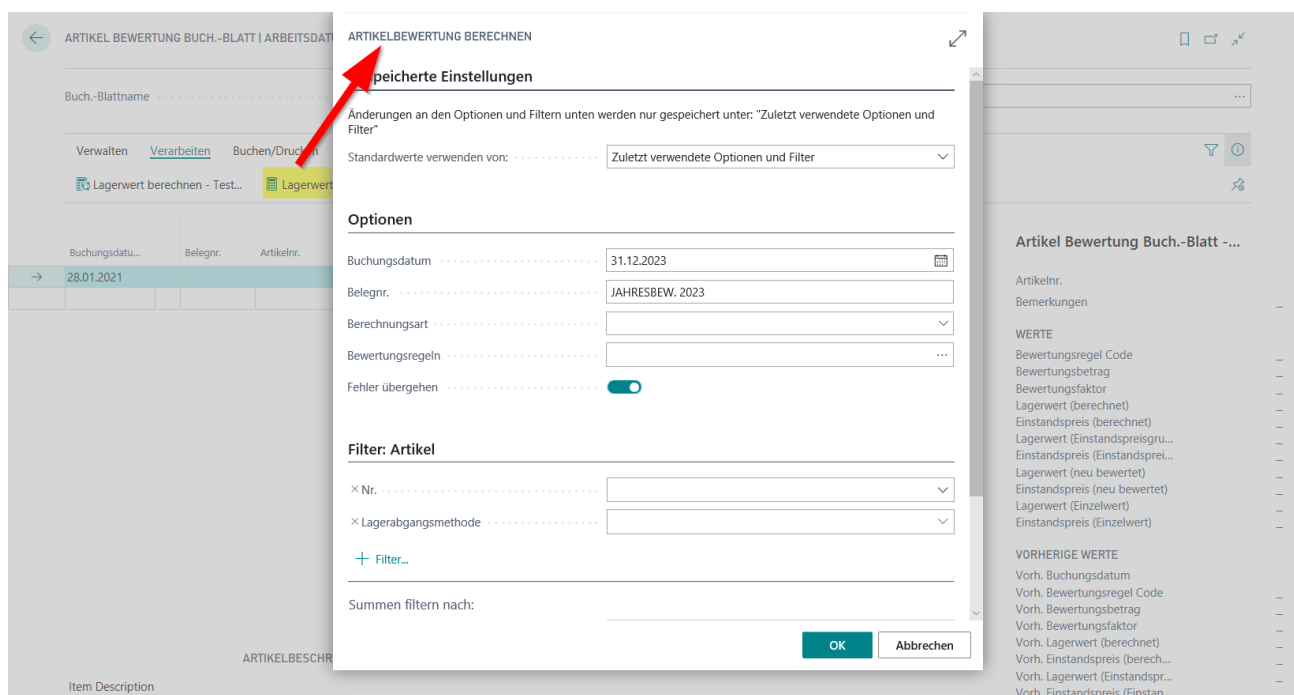 ARTIKEL BEWERTUNG BUCH.-BLATT | ARBEITSDAT
Buch.-Blattname
...
Verwalten Verarbeiten Buchen/Drucken
Lagerwert berechnen - Test... Lagerwert
Buchungsdatu... Belegnr. Artikelnr.
28.01.2021
ARTIKELBESCHR
Item Description
ARTIKELBEWERTUNG BERECHNEN
Gespeicherte Einstellungen
Änderungen an den Optionen und Filtern unten werden nur gespeichert unter: "Zuletzt verwendete Optionen und
Filter"
Standardwerte verwenden von: Zuletzt verwendete Optionen und Filter
Optionen
Buchungsdatum 31.12.2023
Belegnr. JAHRESBEW. 2023
Berechnungsart
Bewertungsregeln ...
Fehler übergehen
Filter: Artikel
× Nr.
× Lagerabgangsmethode
+ Filter...
Summen filtern nach:
OK Abbrechen
Artikel Bewertung Buch.-Blatt -...
Artikelnr.
Bemerkungen _
WERTE
Bewertungsregel Code _
Bewertungsbetrag _
Bewertungsfaktor _
Lagerwert (berechnet) _
Einstandspreis (berechnet) _
Lagerwert (Einstandspreisgru... _
Einstandspreis (Einstandsprei... _
Lagerwert (neu bewertet) _
Einstandspreis (neu bewertet) _
Lagerwert (Einzelwert) _
Einstandspreis (Einzelwert) _
VORHERIGE WERTE
Vorh. Buchungsdatum
Vorh. Bewertungsregel Code _
Vorh. Bewertungsbetrag _
Vorh. Bewertungsfaktor _
Vorh. Lagerwert (berechnet) _
Vorh. Einstandspreis (berech... _
Vorh. Lagerwert (Einstandspr... _
Vorh. Einstandspreis (Einstan...